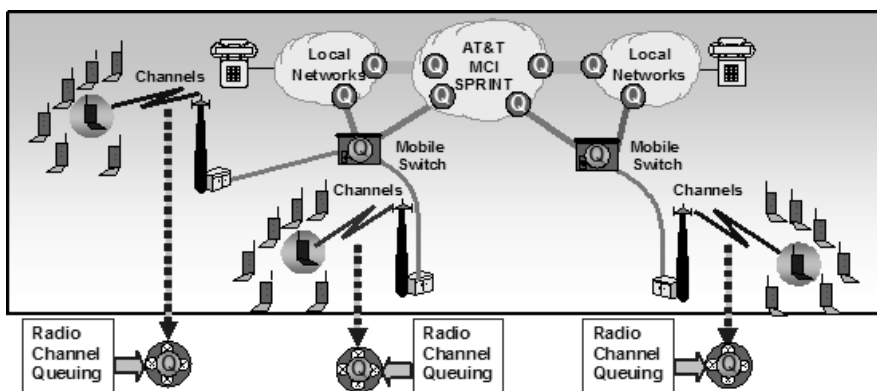 Local
Networks
Q
Q
AT&T
MCI
SPRINT
Q
Q
Q
Q
Local
Networks
Q
Q
Channels
Q
Mobile
Switch
Q
Mobile
Switch
Channels
Channels
Radio
Channel
Queuing
Q
Q
Radio
Channel
Queuing
Radio
Channel
Queuing
Q